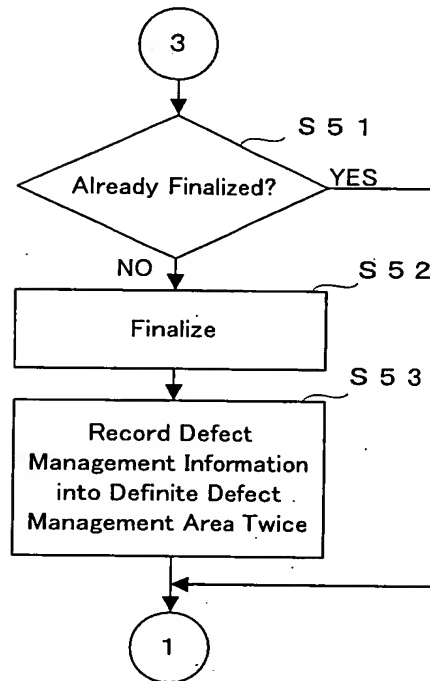 3
S 5 1
Already Finalized?
YES
NO
S 5 2
Finalize
S 5 3
Record Defect
Management Information
into Definite Defect
Management Area Twice
1